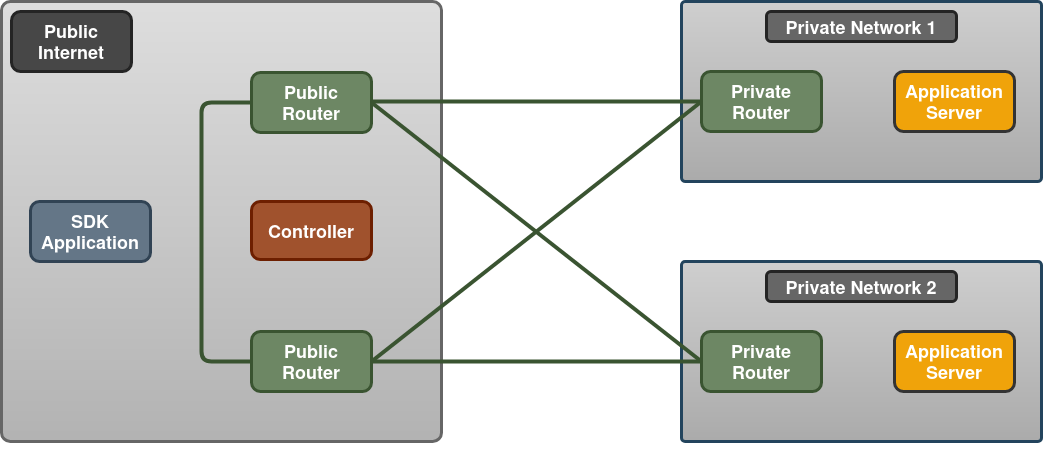 Public
Internet
Public
Router
SDK
Application
Controller
Public
Router
Private Network 1
Private
Router
Application
Server
Private Network 2
Private
Router
Application
Server